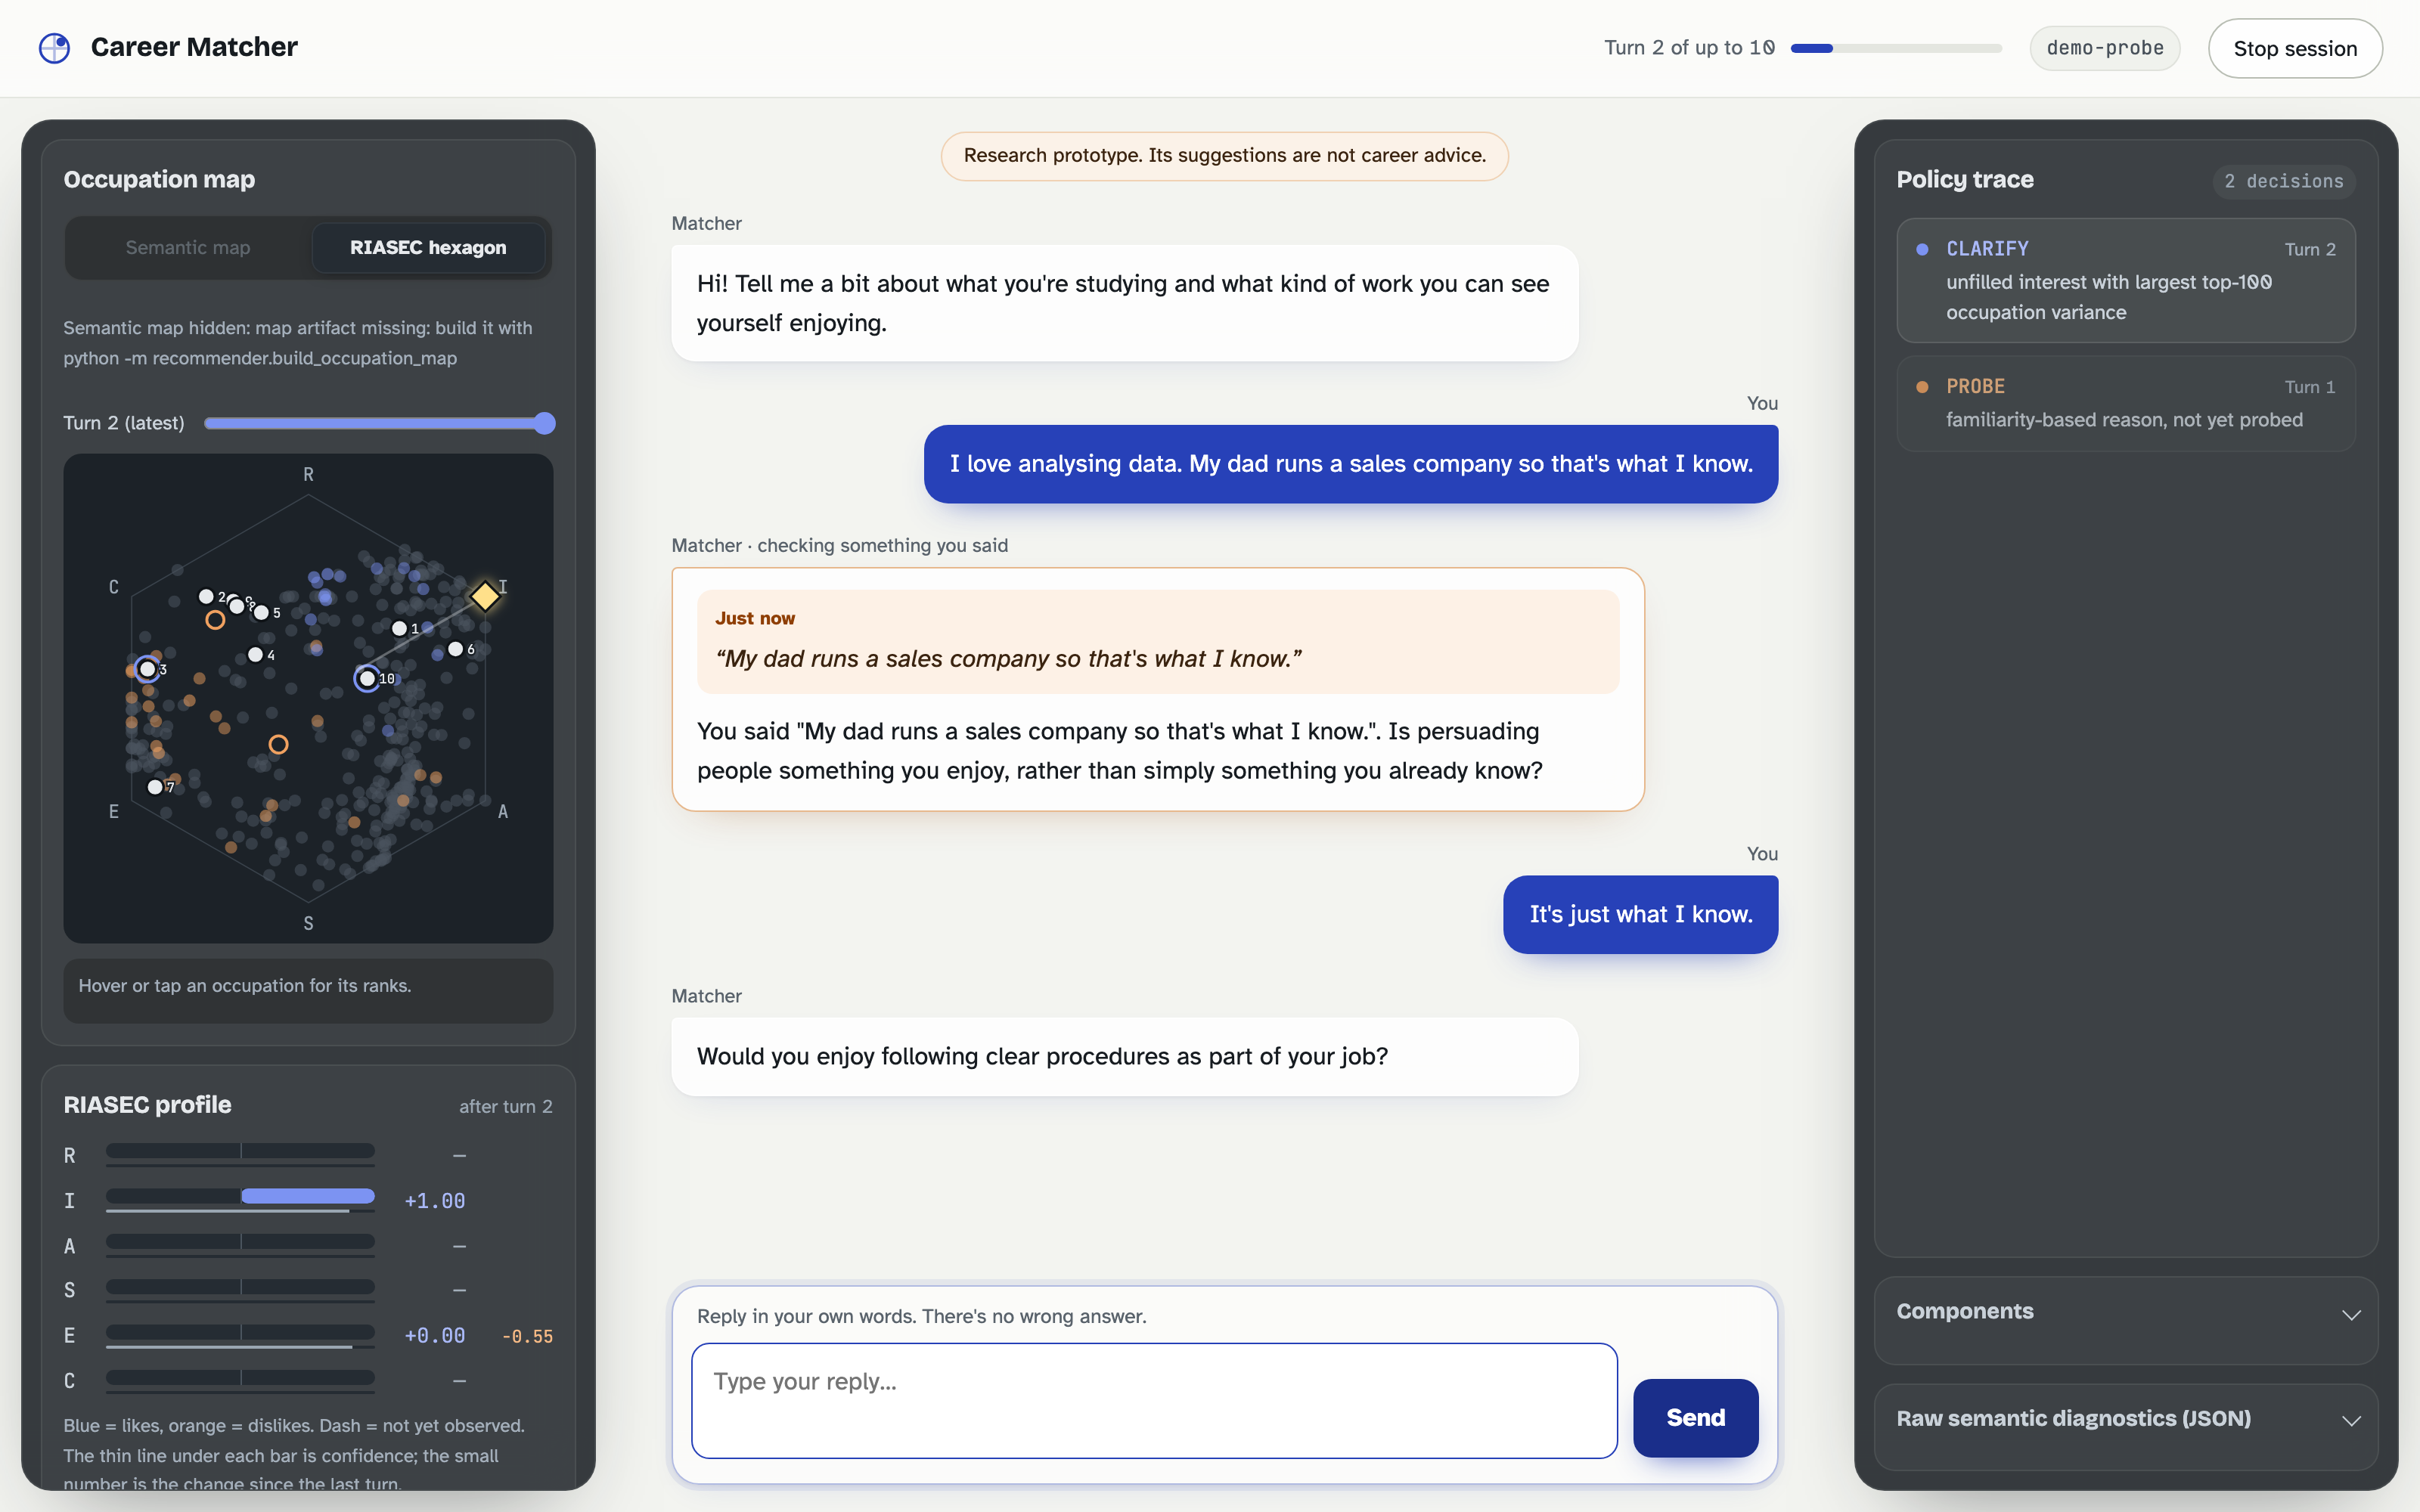 Career Matcher
Turn 2 of up to 10
demo-probe
Stop session
Occupation map
Semantic map
RIASEC hexagon
Semantic map hidden: map artifact missing: build it with
python -m recommender.build_occupation_map
Turn 2 (latest)
R
C
I
2
5
1
4
6
3
10
7
E
A
S
Hover or tap an occupation for its ranks.
RIASEC profile
after turn 2
R –
I +1.00
A –
S –
E +0.00 -0.55
C –
Blue = likes, orange = dislikes. Dash = not yet observed.
The thin line under each bar is confidence; the small
number is the change since the last turn.
Research prototype. Its suggestions are not career advice.
Matcher
Hi! Tell me a bit about what you're studying and what kind of work you can see
yourself enjoying.
You
I love analysing data. My dad runs a sales company so that's what I know.
Matcher · checking something you said
Just now
“My dad runs a sales company so that's what I know.”
You said "My dad runs a sales company so that's what I know.". Is persuading
people something you enjoy, rather than simply something you already know?
You
It's just what I know.
Matcher
Would you enjoy following clear procedures as part of your job?
Reply in your own words. There's no wrong answer.
Type your reply...
Send
Policy trace
2 decisions
CLARIFY
Turn 2
unfilled interest with largest top-100
occupation variance
PROBE
Turn 1
familiarity-based reason, not yet probed
Components
Raw semantic diagnostics (JSON)